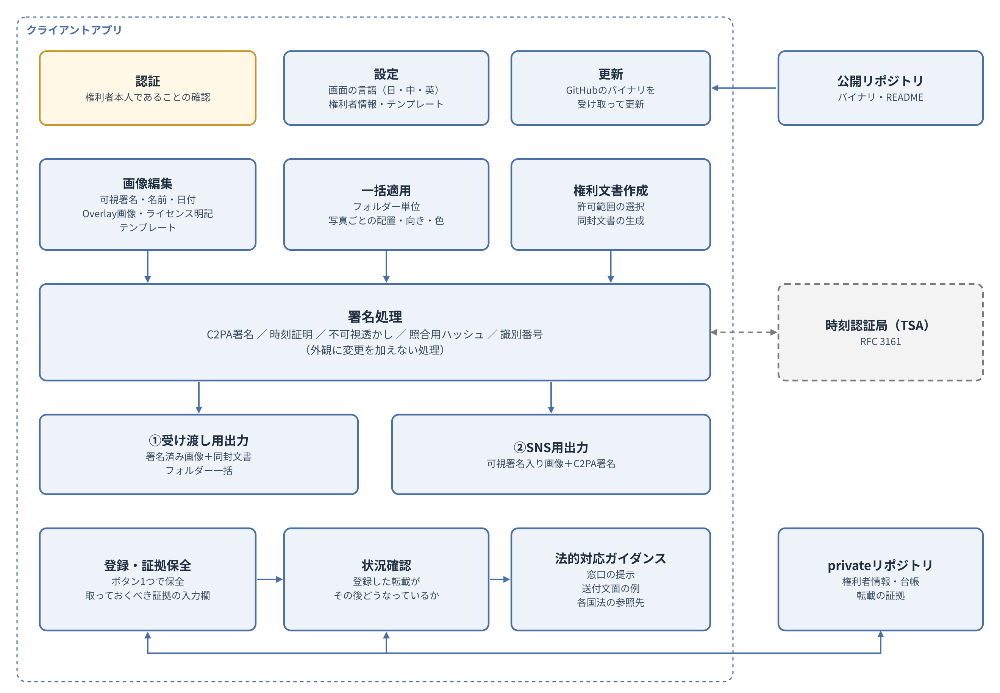 クライアントアプリ
認証
権利者本人であることの確認
設定
画面の言語（日・中・英）
権利者情報・テンプレート
更新
GitHubのバイナリを
受け取って更新
公開リポジトリ
バイナリ・README
画像編集
可視署名・名前・日付
Overlay画像・ライセンス明記
テンプレート
一括適用
フォルダー単位
写真ごとの配置・向き・色
権利文書作成
許可範囲の選択
同封文書の生成
署名処理
C2PA署名 ／ 時刻証明 ／ 不可視透かし ／ 照合用ハッシュ ／ 識別番号
（外観に変更を加えない処理）
時刻認証局（TSA）
RFC 3161
①受け渡し用出力
署名済み画像＋同封文書
フォルダー一括
②SNS用出力
可視署名入り画像＋C2PA署名
登録・証拠保全
ボタン1つで保全
取っておくべき証拠の入力欄
状況確認
登録した転載が
その後どうなっているか
法的対応ガイダンス
窓口の提示
送付文面の例
各国法の参照先
privateリポジトリ
権利者情報・台帳
転載の証拠